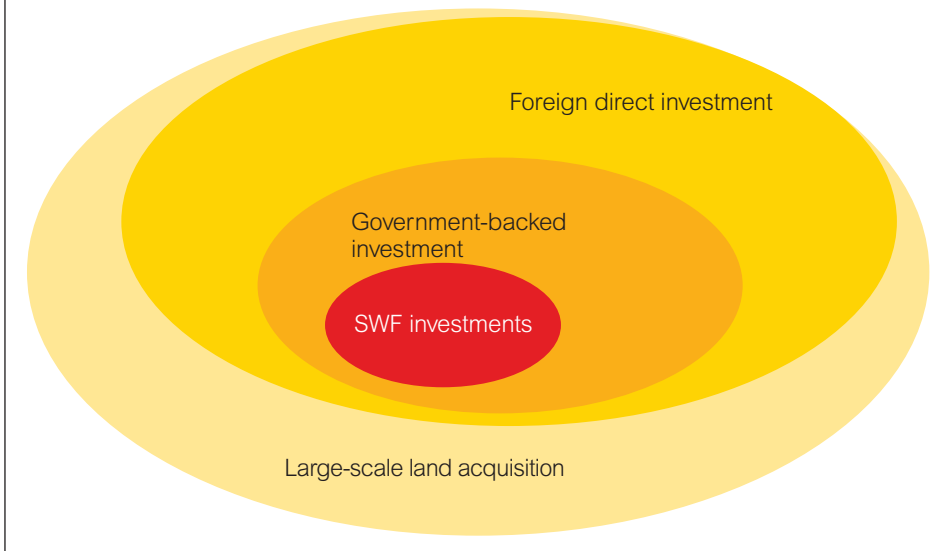 Foreign direct investment
Government-backed
investment
SWF investments
Large-scale land acquisition